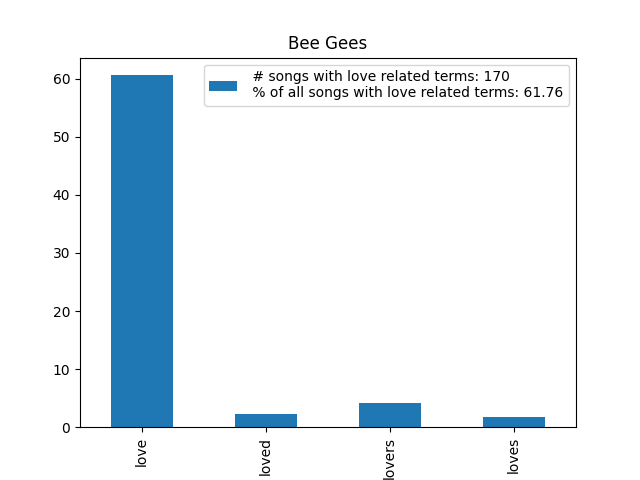 Bee Gees
# songs with love related terms: 170
% of all songs with love related terms: 61.76
60
50
40
30
20
10
0
love
loved
lovers
loves